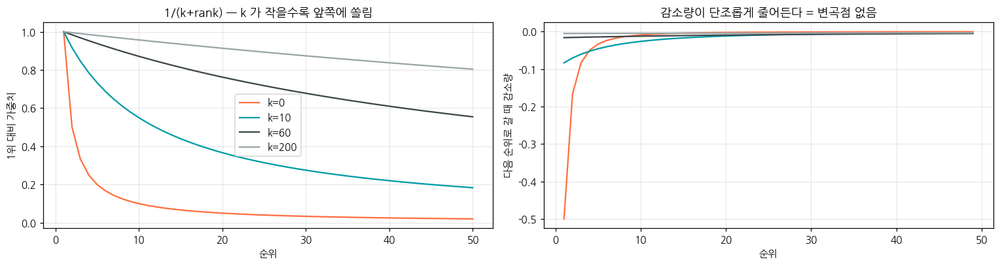 1/(k+rank) — k 가 작을수록 앞쪽에 쏠림
1위 대비 가중치
1.0
0.8
0.6
0.4
0.2
0.0
k=0
k=10
k=60
k=200
0 10 20 30 40 50
순위
감소량이 단조롭게 줄어든다 = 변곡점 없음
다음 순위로 갈 때 감소량
0.0
-0.1
-0.2
-0.3
-0.4
-0.5
0 10 20 30 40 50
순위